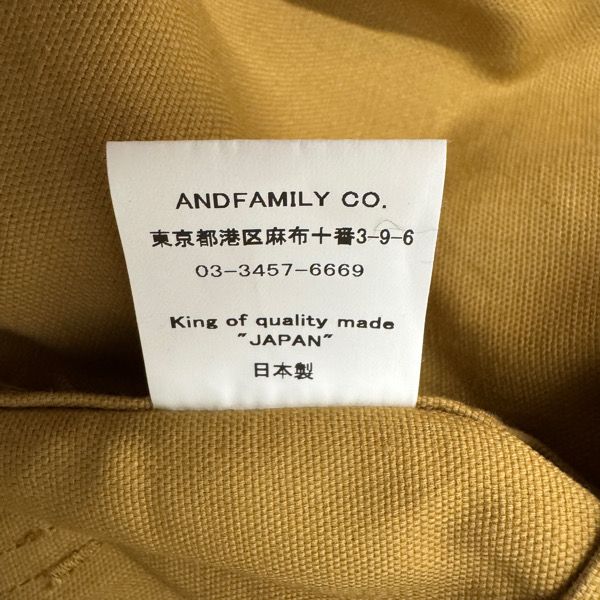 ANDFAMILY CO.
東京都港区麻布十番3-9-6
03-3457-6669
King of quality made
"JAPAN"
日本製